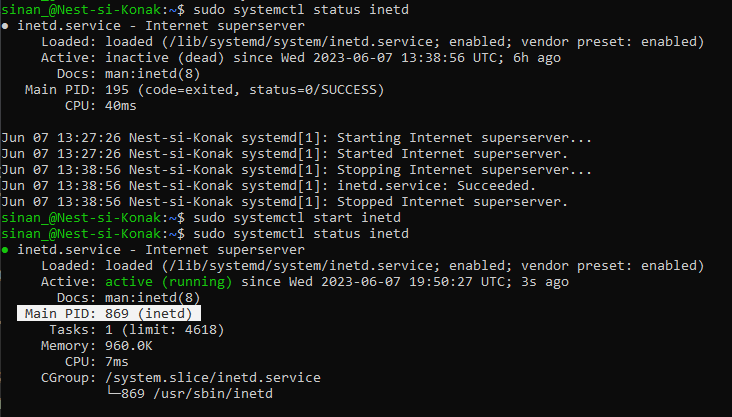 sinan_@Nest-si-Konak:~$ sudo systemctl status inetd
● inetd.service - Internet superserver
Loaded: loaded (/lib/systemd/system/inetd.service; enabled; vendor preset: enabled)
Active: inactive (dead) since Wed 2023-06-07 13:38:56 UTC; 6h ago
Docs: man:inetd(8)
Main PID: 195 (code=exited, status=0/SUCCESS)
CPU: 40ms
Jun 07 13:27:26 Nest-si-Konak systemd[1]: Starting Internet superserver...
Jun 07 13:27:26 Nest-si-Konak systemd[1]: Started Internet superserver.
Jun 07 13:38:56 Nest-si-Konak systemd[1]: Stopping Internet superserver...
Jun 07 13:38:56 Nest-si-Konak systemd[1]: inetd.service: Succeeded.
Jun 07 13:38:56 Nest-si-Konak systemd[1]: Stopped Internet superserver.
sinan_@Nest-si-Konak:~$ sudo systemctl start inetd
sinan_@Nest-si-Konak:~$ sudo systemctl status inetd
● inetd.service - Internet superserver
Loaded: loaded (/lib/systemd/system/inetd.service; enabled; vendor preset: enabled)
Active: active (running) since Wed 2023-06-07 19:50:27 UTC; 3s ago
Docs: man:inetd(8)
Main PID: 869 (inetd)
Tasks: 1 (limit: 4618)
Memory: 960.0K
CPU: 7ms
CGroup: /system.slice/inetd.service
└─869 /usr/sbin/inetd